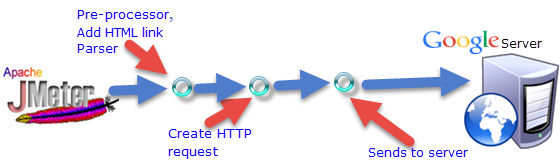 Pre-processor,
Add HTML link
Parser
Google Server
Apache
JMeter
Create HTTP
request
Sends to server